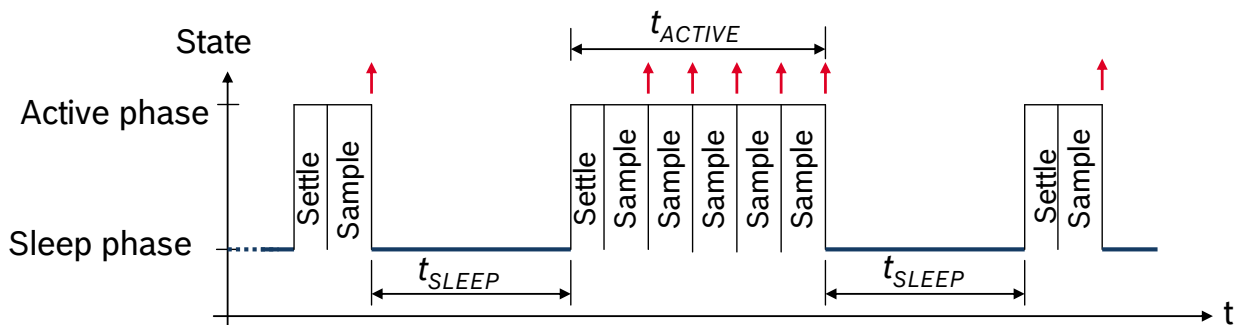 t_ACTIVE
State
Active phase
Settle
Sample
Settle
Sample
Sample
Sample
Sample
Sample
Settle
Sample
Sleep phase
t_SLEEP
t_SLEEP
t